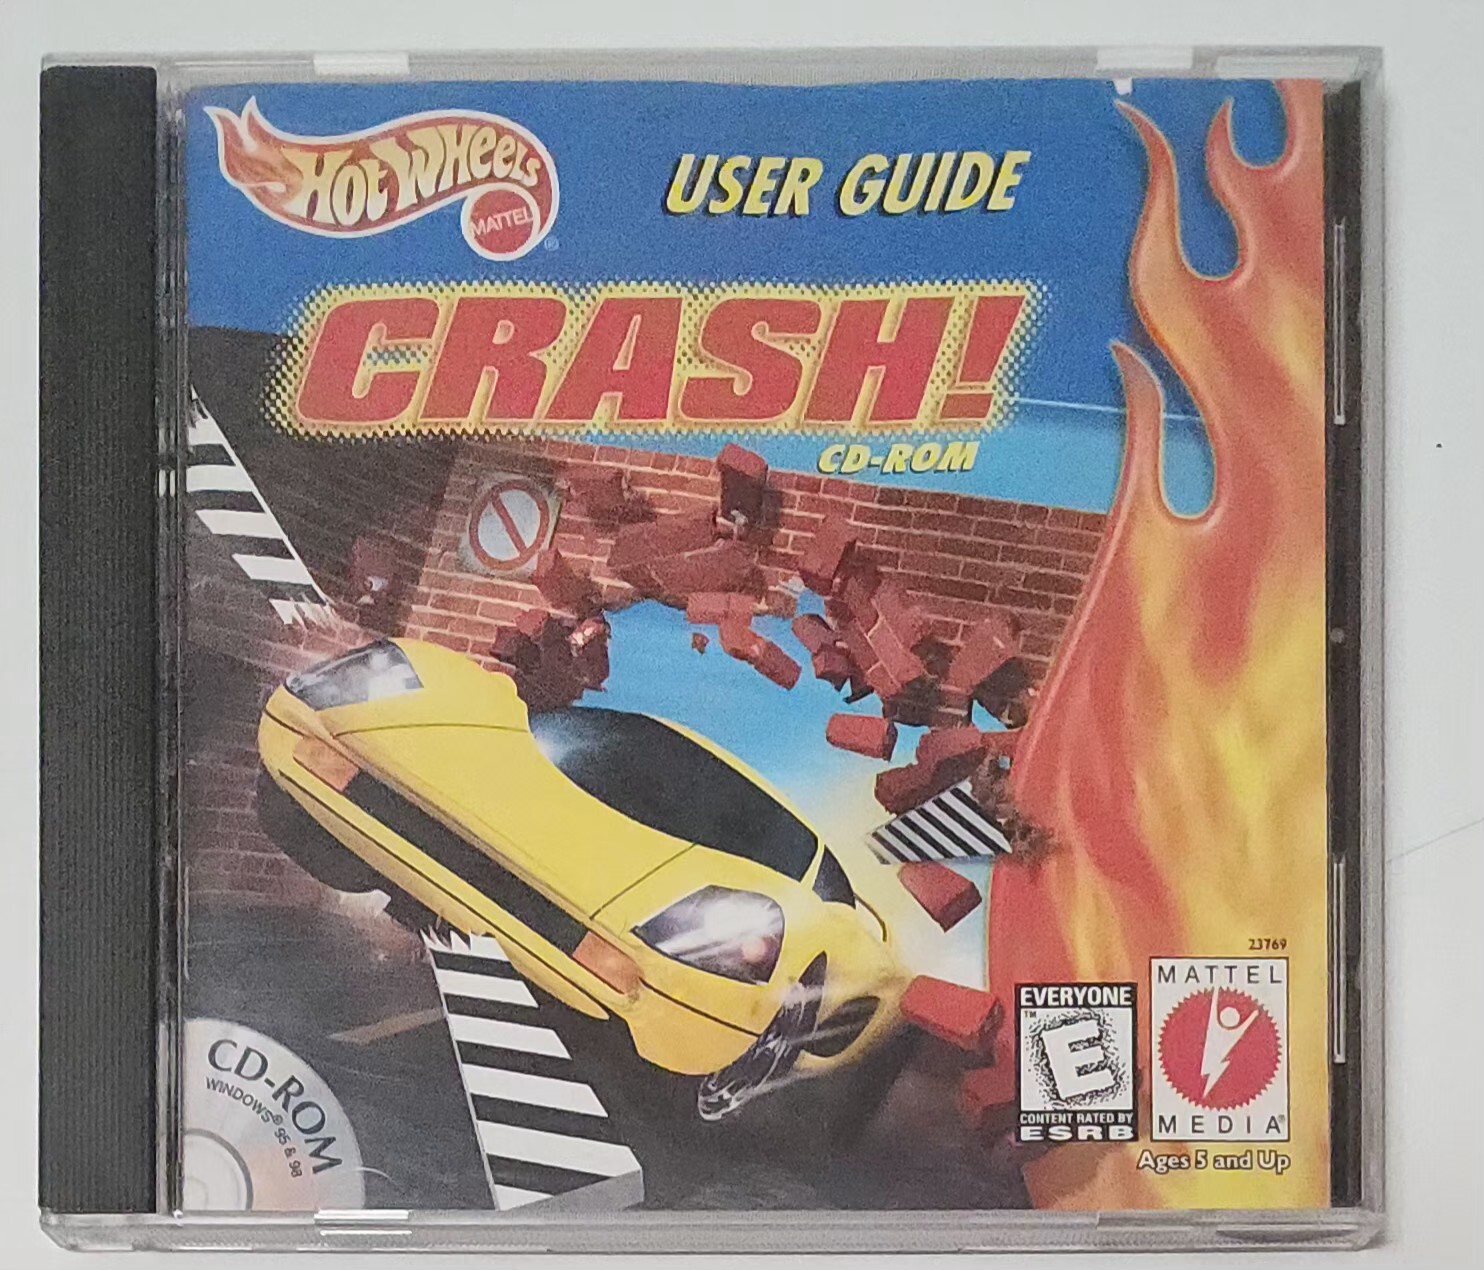 HOT WHEELS
MATTEL
®
USER GUIDE
CRASH!
CD-ROM
23769
EVERYONE
™
E
CONTENT RATED BY
ESRB
MATTEL
MEDIA®
Ages 5 and Up
CD-ROM
WINDOWS® 95 & 98